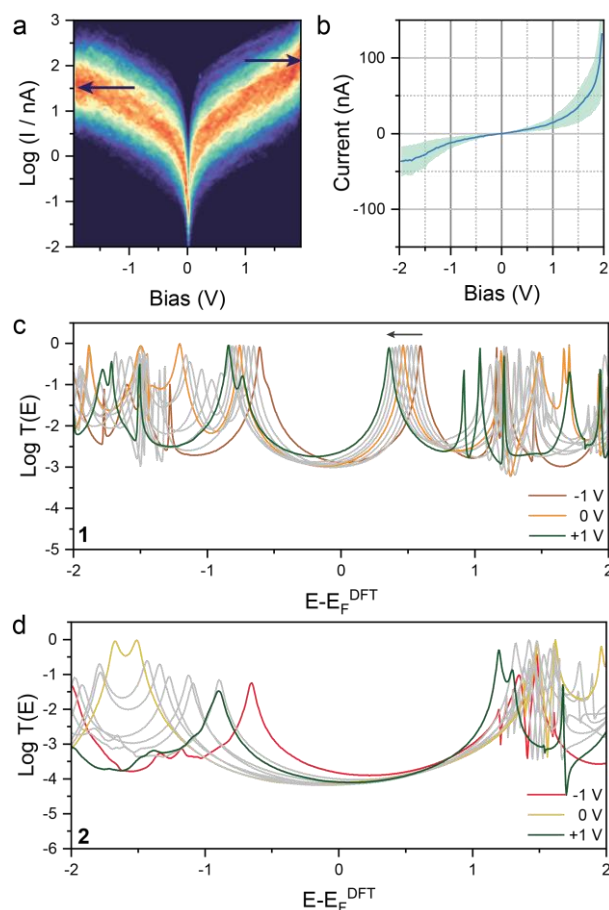 a
b
3
2
1
0
-1
-2
Log (I / nA)
-1
0
1
Bias (V)
100
0
-100
Current (nA)
-2
-1
0
1
2
Bias (V)
c
0
-1
-2
-3
-4
-5
Log T(E)
-1 V
0 V
+1 V
1
-2
-1
0
1
2
E-E_F^DFT
d
0
-1
-2
-3
-4
-5
-6
Log T(E)
-1 V
0 V
+1 V
2
-2
-1
0
1
2
E-E_F^DFT